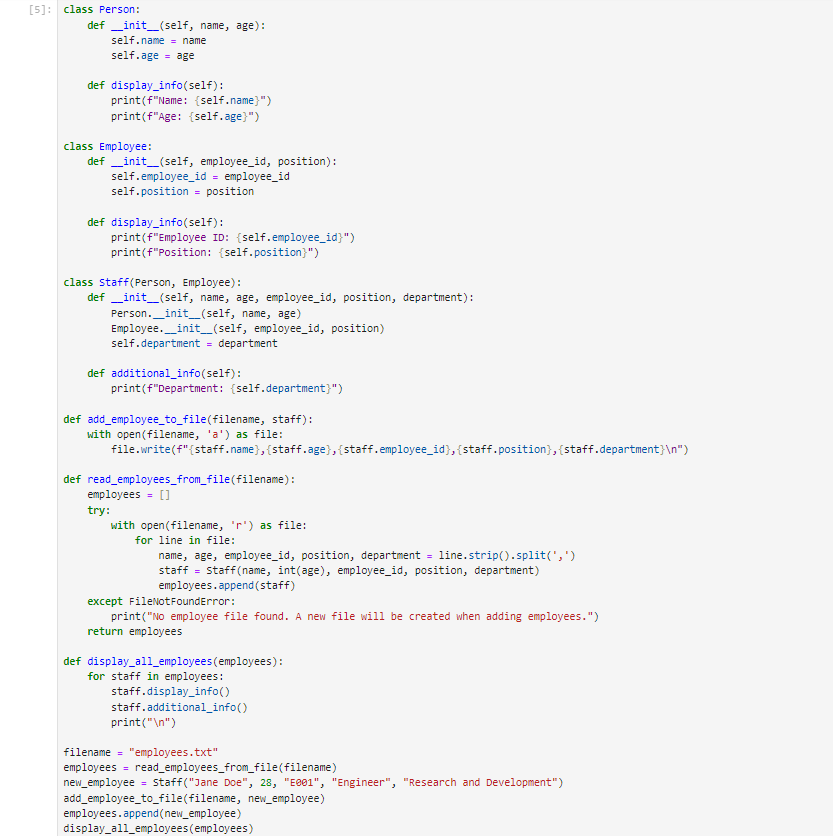 [5]: class Person:
    def __init__(self, name, age):
        self.name = name
        self.age = age

    def display_info(self):
        print(f"Name: {self.name}")
        print(f"Age: {self.age}")

class Employee:
    def __init__(self, employee_id, position):
        self.employee_id = employee_id
        self.position = position

    def display_info(self):
        print(f"Employee ID: {self.employee_id}")
        print(f"Position: {self.position}")

class Staff(Person, Employee):
    def __init__(self, name, age, employee_id, position, department):
        Person.__init__(self, name, age)
        Employee.__init__(self, employee_id, position)
        self.department = department

    def additional_info(self):
        print(f"Department: {self.department}")

def add_employee_to_file(filename, staff):
    with open(filename, 'a') as file:
        file.write(f"{staff.name},{staff.age},{staff.employee_id},{staff.position},{staff.department}\n")

def read_employees_from_file(filename):
    employees = []
    try:
        with open(filename, 'r') as file:
            for line in file:
                name, age, employee_id, position, department = line.strip().split(',')
                staff = Staff(name, int(age), employee_id, position, department)
                employees.append(staff)
    except FileNotFoundError:
        print("No employee file found. A new file will be created when adding employees.")
    return employees

def display_all_employees(employees):
    for staff in employees:
        staff.display_info()
        staff.additional_info()
        print("\n")

filename = "employees.txt"
employees = read_employees_from_file(filename)
new_employee = Staff("Jane Doe", 28, "E001", "Engineer", "Research and Development")
add_employee_to_file(filename, new_employee)
employees.append(new_employee)
display_all_employees(employees)